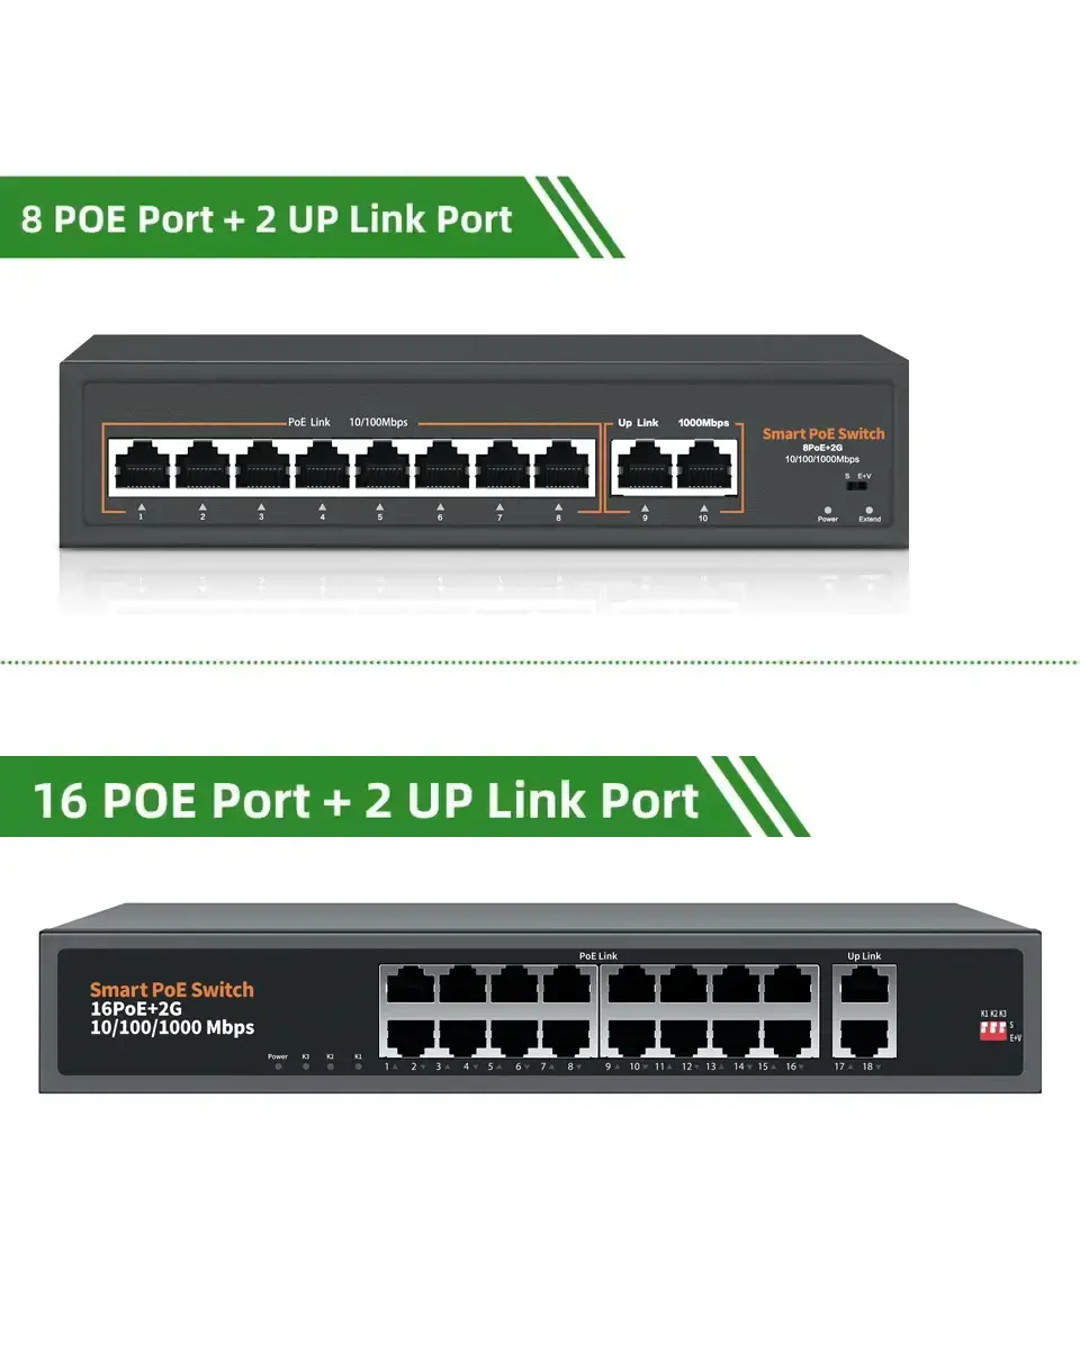 8 POE Port + 2 UP Link Port
PoE Link 10/100Mbps
Up Link 1000Mbps
Smart PoE Switch
8PoE+2G
10/100/1000Mbps
S E+V
1 2 3 4 5 6 7 8 9 10
Power Extend
16 POE Port + 2 UP Link Port
PoE Link
Up Link
Smart PoE Switch
16PoE+2G
10/100/1000 Mbps
K1 K2 K3
S
E+V
Power K3 K2 K1
1 2 3 4 5 6 7 8 9 10 11 12 13 14 15 16 17 18